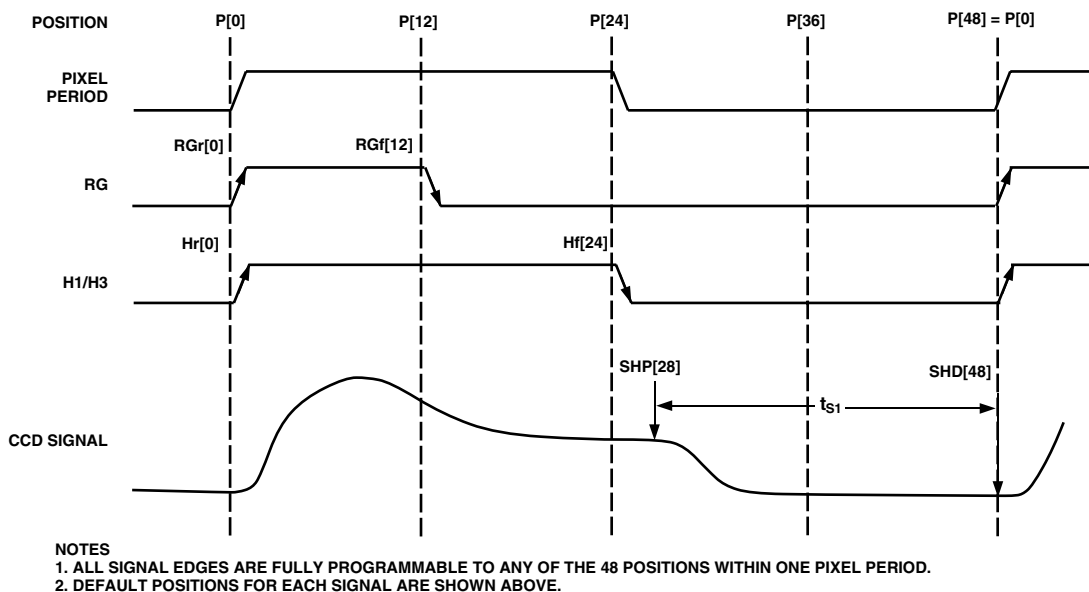 POSITION P[0] P[12] P[24] P[36] P[48] = P[0]
PIXEL
PERIOD
RGr[0] RGf[12]
RG
Hr[0] Hf[24]
H1/H3
SHP[28] SHD[48]
tS1
CCD SIGNAL
NOTES
1. ALL SIGNAL EDGES ARE FULLY PROGRAMMABLE TO ANY OF THE 48 POSITIONS WITHIN ONE PIXEL PERIOD.
2. DEFAULT POSITIONS FOR EACH SIGNAL ARE SHOWN ABOVE.